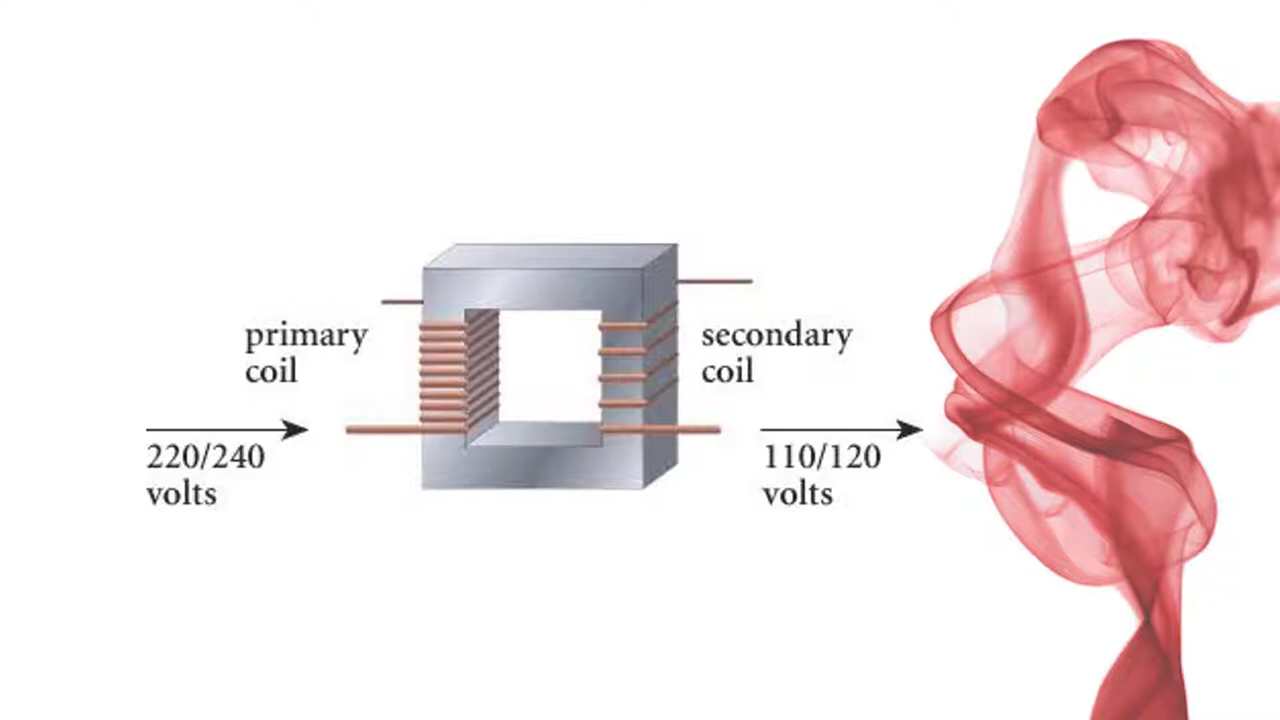 primary
coil
secondary
coil
220/240
volts
110/120
volts